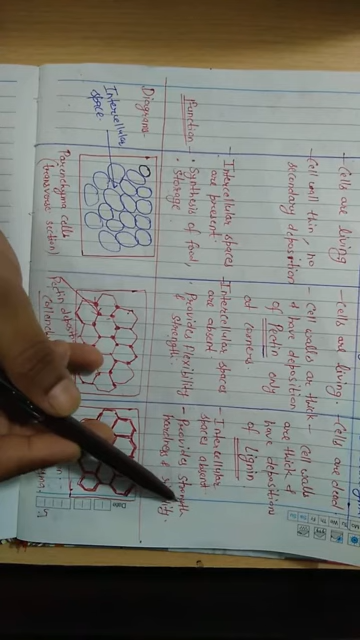 - Cells are living
- Cell wall thin, no
secondary deposition
- Intercellular spaces
are present.
Function - • Synthesis of food,
• Storage.
Diagrams
Intercellular
space
Parenchyma cells
(transverse section)
- Cells are living
- Cell walls are thick
& have deposition
of Pectin only
at corners.
- Intercellular spaces
are absent
• Provides flexibility
& strength.
Pectin
- Cells are dead
- Cell walls
are thick &
have deposition
of Lignin
- Intercellular
spaces absent
- Provides strength
hardness &
Date